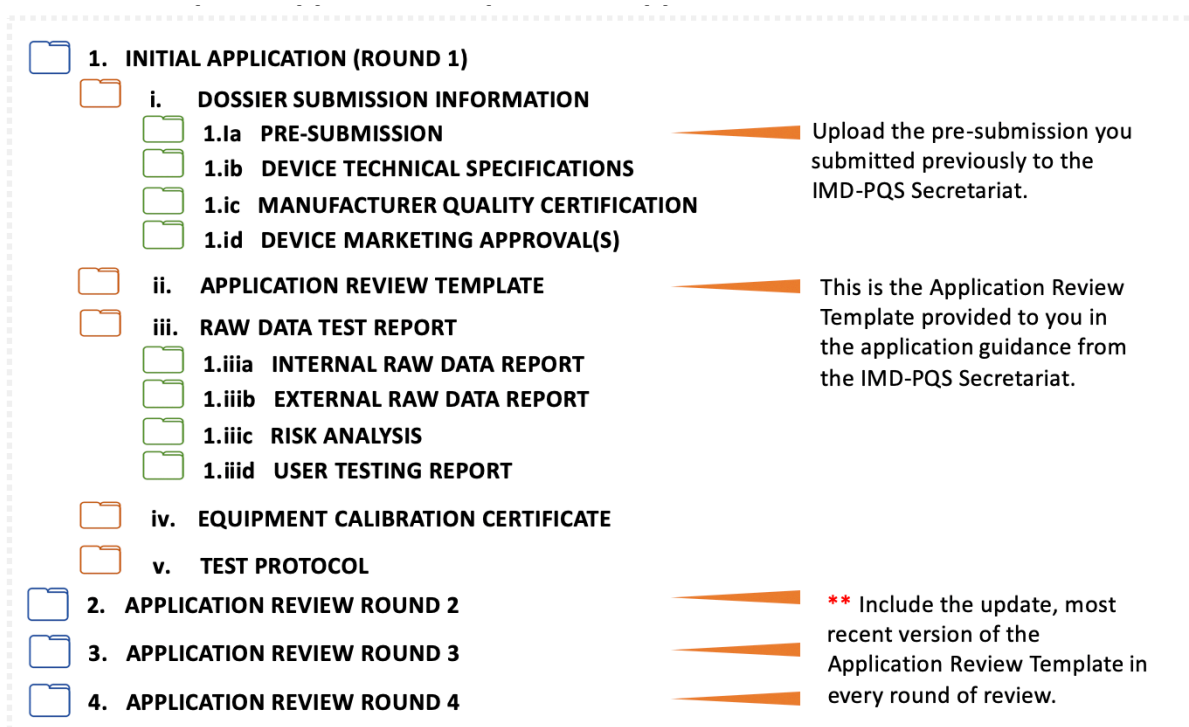 1. INITIAL APPLICATION (ROUND 1)
i. DOSSIER SUBMISSION INFORMATION
1.Ia PRE-SUBMISSION
1.ib DEVICE TECHNICAL SPECIFICATIONS
1.ic MANUFACTURER QUALITY CERTIFICATION
1.id DEVICE MARKETING APPROVAL(S)
Upload the pre-submission you
submitted previously to the
IMD-PQS Secretariat.
ii. APPLICATION REVIEW TEMPLATE
iii. RAW DATA TEST REPORT
1.iiia INTERNAL RAW DATA REPORT
1.iiib EXTERNAL RAW DATA REPORT
1.iiic RISK ANALYSIS
1.iiid USER TESTING REPORT
This is the Application Review
Template provided to you in
the application guidance from
the IMD-PQS Secretariat.
iv. EQUIPMENT CALIBRATION CERTIFICATE
v. TEST PROTOCOL
2. APPLICATION REVIEW ROUND 2
3. APPLICATION REVIEW ROUND 3
4. APPLICATION REVIEW ROUND 4
** Include the update, most
recent version of the
Application Review Template in
every round of review.